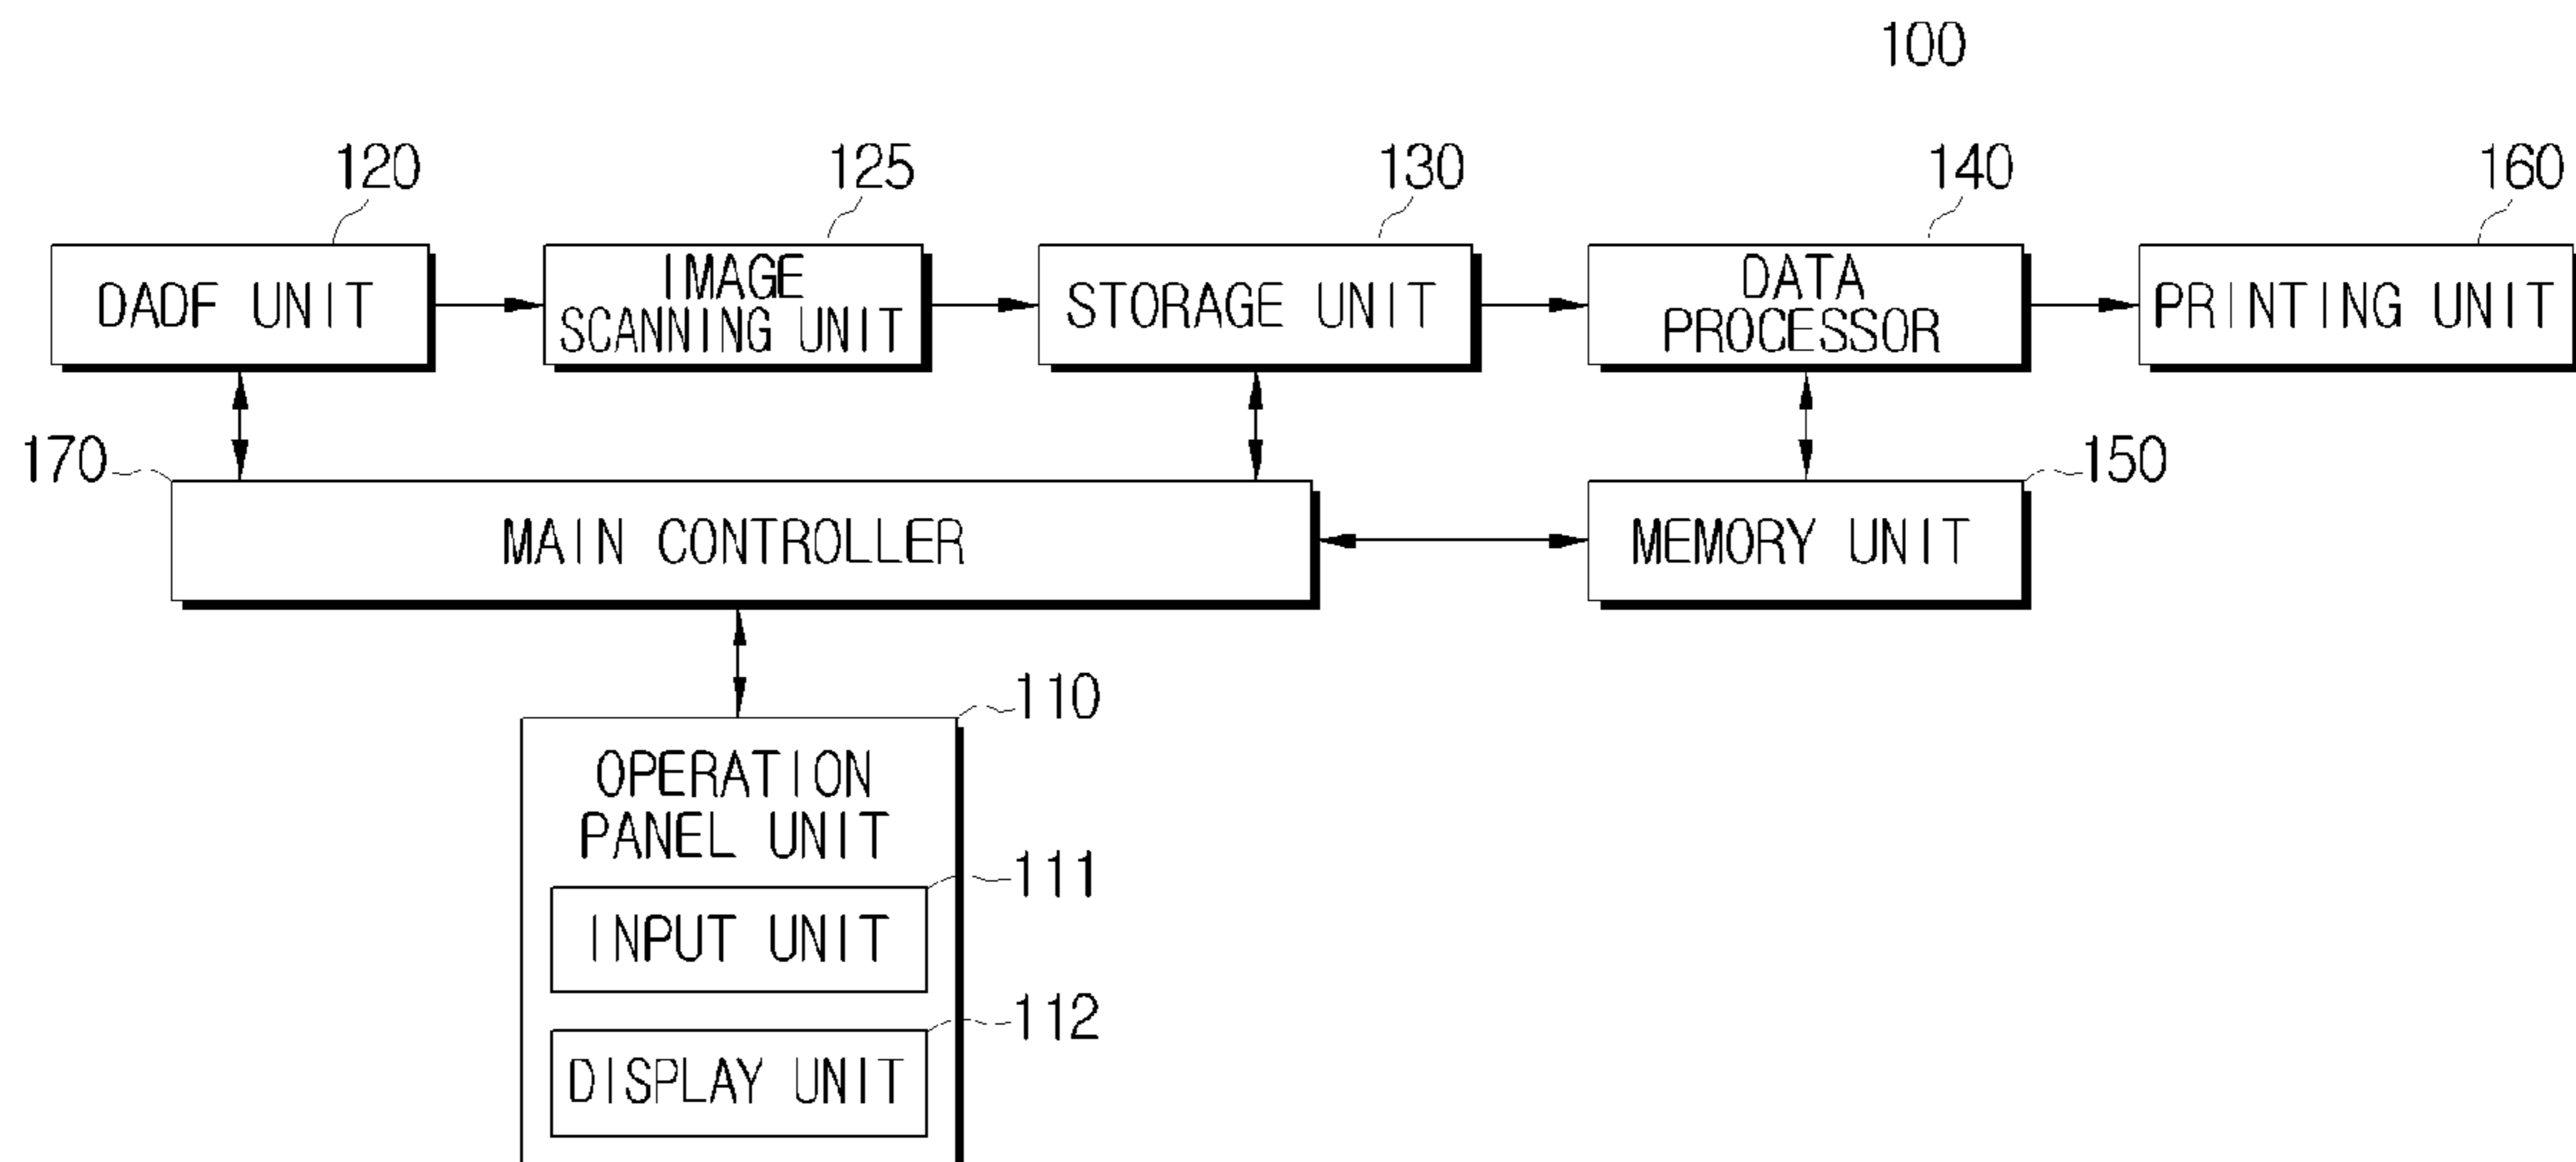 100
120
125
130
140
160
DADF UNIT
IMAGE
SCANNING UNIT
STORAGE UNIT
DATA
PROCESSOR
PRINTING UNIT
170
150
MAIN CONTROLLER
MEMORY UNIT
110
OPERATION
PANEL UNIT
111
INPUT UNIT
112
DISPLAY UNIT